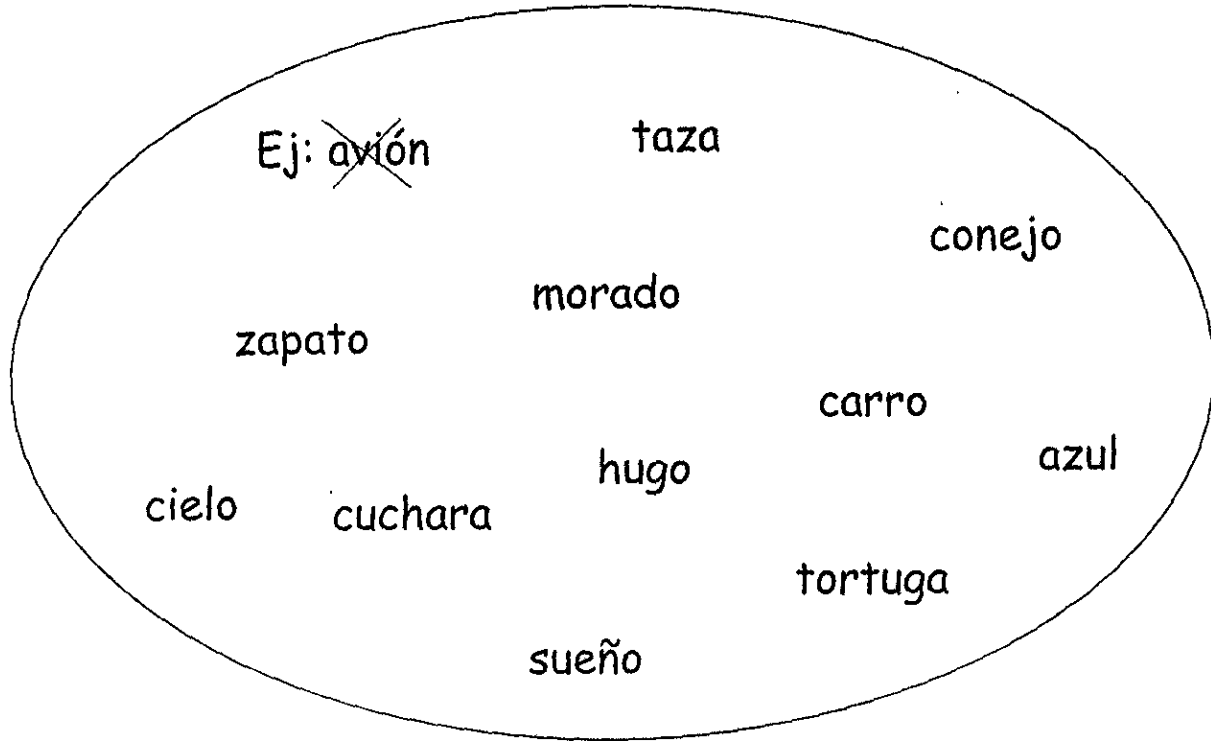 Ej: avión
taza
conejo
morado
zapato
carro
azul
hugo
cielo
cuchara
tortuga
sueño